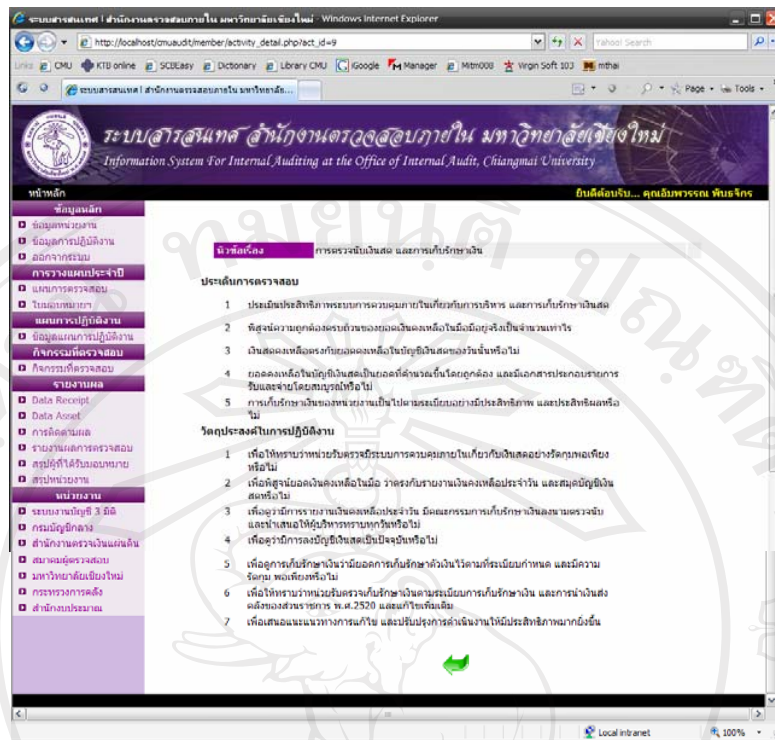 ระบบสารสนเทศ | สำนักงานตรวจสอบภายใน มหาวิทยาลัยเชียงใหม่ - Windows Internet Explorer
http://localhost/cmuaudit/member/activity_detail.php?act_id=9
Yahoo! Search
Links CMU KTB online SCBEasy Dictionary Library CMU iGoogle Manager Mitm008 Virgin Soft 103 mthai
ระบบสารสนเทศ | สำนักงานตรวจสอบภายใน มหาวิทยาลัย...
Page Tools
ระบบสารสนเทศ สำนักงานตรวจสอบภายใน มหาวิทยาลัยเชียงใหม่
Information System For Internal Auditing at the Office of Internal Audit, Chiangmai University
หน้าหลัก
ยินดีต้อนรับ... คุณอัมพวรรณ พันธจักร
ข้อมูลหลัก
ข้อมูลหน่วยงาน
ข้อมูลการปฏิบัติงาน
ออกจากระบบ
การวางแผนประจำปี
แผนการตรวจสอบ
ใบมอบหมายฯ
แผนการปฏิบัติงาน
ข้อมูลแผนการปฏิบัติงาน
กิจกรรมที่ตรวจสอบ
กิจกรรมที่ตรวจสอบ
รายงานผล
Data Receipt
Data Asset
การติดตามผล
รายงานผลการตรวจสอบ
สรุปผู้ที่ได้รับมอบหมาย
สรุปหน่วยงาน
หน่วยงาน
ระบบงานบัญชี 3 มิติ
กรมบัญชีกลาง
สำนักงานตรวจเงินแผ่นดิน
สมาคมผู้ตรวจสอบ
มหาวิทยาลัยเชียงใหม่
กระทรวงการคลัง
สำนักงบประมาณ
หัวข้อเรื่อง การตรวจนับเงินสด และการเก็บรักษาเงิน
ประเด็นการตรวจสอบ
1 ประเมินประสิทธิภาพระบบการควบคุมภายในเกี่ยวกับการบริหาร และการเก็บรักษาเงินสด
2 พิสูจน์ความถูกต้องครบถ้วนของยอดเงินคงเหลือในมือมีอยู่จริงเป็นจำนวนเท่าไร
3 เงินสดคงเหลือตรงกับยอดคงเหลือในบัญชีเงินสดของวันนั้นหรือไม่
4 ยอดคงเหลือในบัญชีเงินสดเป็นยอดที่คำนวณขึ้นโดยถูกต้อง และมีเอกสารประกอบรายการ
รับและจ่ายโดยสมบูรณ์หรือไม่
5 การเก็บรักษาเงินของหน่วยงานเป็นไปตามระเบียบอย่างมีประสิทธิภาพ และประสิทธิผลหรือ
ไม่
วัตถุประสงค์ในการปฏิบัติงาน
1 เพื่อให้ทราบว่าหน่วยรับตรวจมีระบบการควบคุมภายในเกี่ยวกับเงินสดอย่างรัดกุมพอเพียง
หรือไม่
2 เพื่อพิสูจน์ยอดเงินคงเหลือในมือ ว่าตรงกับรายงานเงินคงเหลือประจำวัน และสมุดบัญชีเงิน
สดหรือไม่
3 เพื่อดูว่ามีการรายงานเงินคงเหลือประจำวัน มีคณะกรรมการเก็บรักษาเงินลงนามตรวจนับ
และนำเสนอให้ผู้บริหารทราบทุกวันหรือไม่
4 เพื่อดูว่ามีการลงบัญชีเงินสดเป็นปัจจุบันหรือไม่
5 เพื่อดูการเก็บรักษาเงินว่ามียอดการเก็บรักษาตัวเงินไว้ตามที่ระเบียบกำหนด และมีความ
รัดกุม พอเพียงหรือไม่
6 เพื่อให้ทราบว่าหน่วยรับตรวจเก็บรักษาเงินตามระเบียบการเก็บรักษาเงิน และการนำเงินส่ง
คลังของส่วนราชการ พ.ศ.2520 และแก้ไขเพิ่มเติม
7 เพื่อเสนอแนะแนวทางการแก้ไข และปรับปรุงการดำเนินงานให้มีประสิทธิภาพมากยิ่งขึ้น
Local intranet
100%